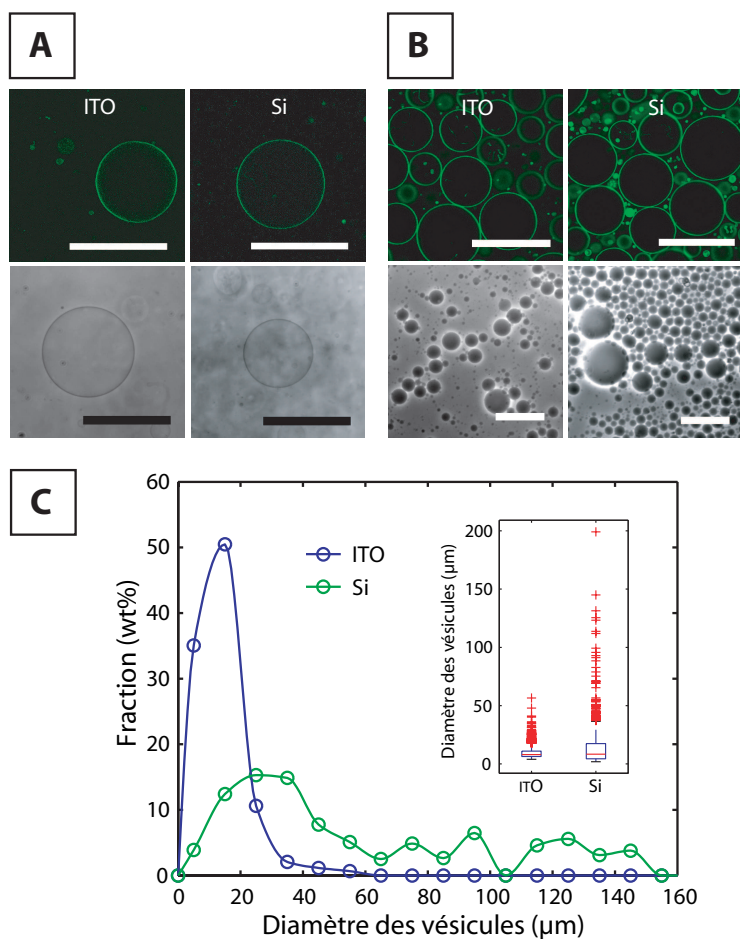 A
B
ITO
Si
ITO
Si
C
60
50
40
30
20
10
0
Fraction (wt%)
ITO
Si
200
150
100
50
0
Diamètre des vésicules (μm)
ITO
Si
0 20 40 60 80 100 120 140 160
Diamètre des vésicules (μm)